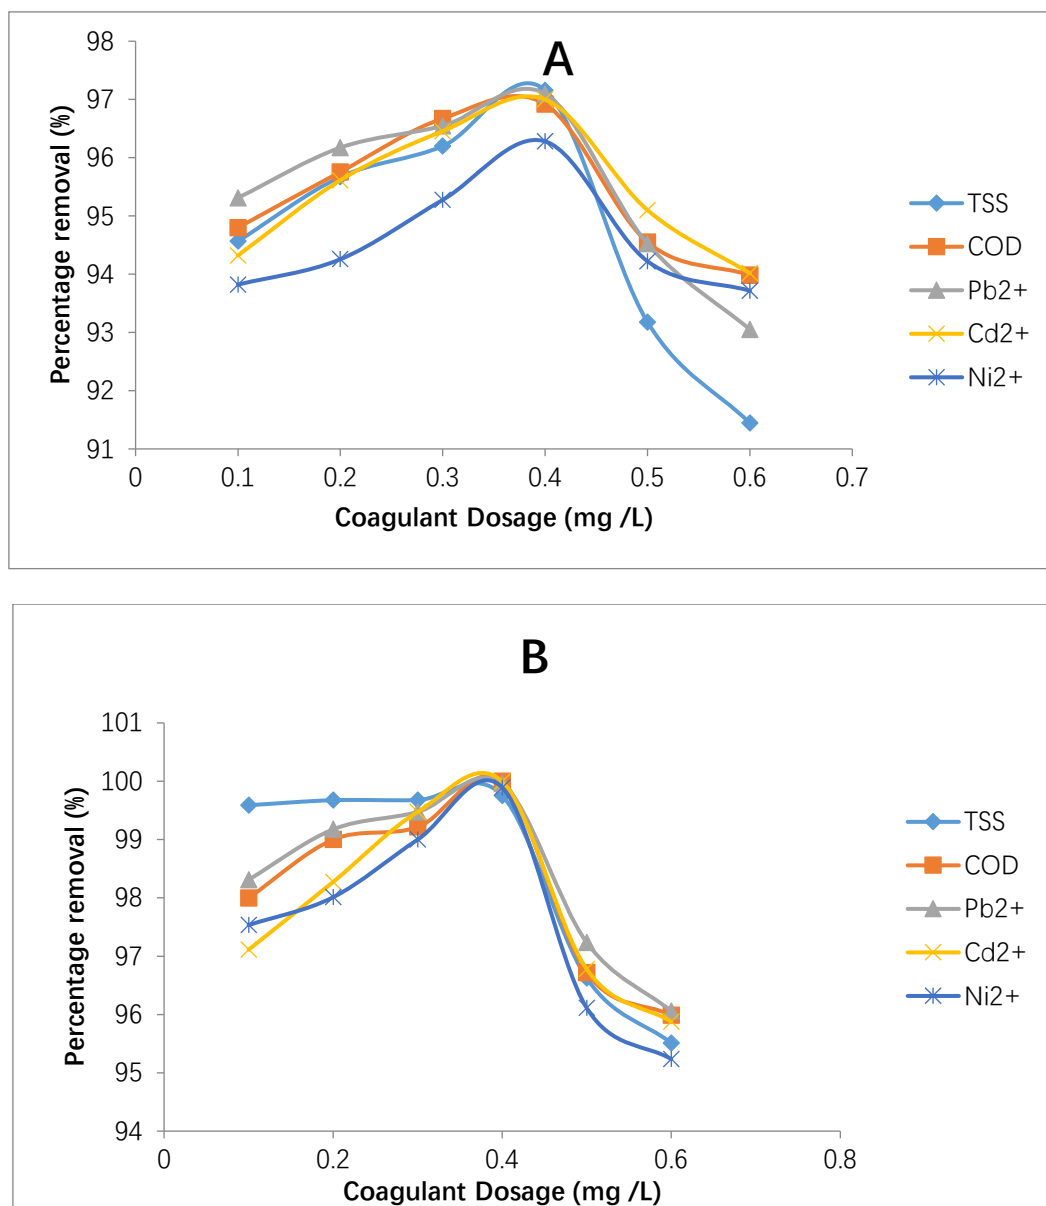 A
98
97
96
95
94
93
92
91
Percentage removal (%)
0 0.1 0.2 0.3 0.4 0.5 0.6 0.7
Coagulant Dosage (mg /L)
TSS
COD
Pb2+
Cd2+
Ni2+
B
101
100
99
98
97
96
95
94
Percentage removal (%)
0 0.2 0.4 0.6 0.8
Coagulant Dosage (mg /L)
TSS
COD
Pb2+
Cd2+
Ni2+